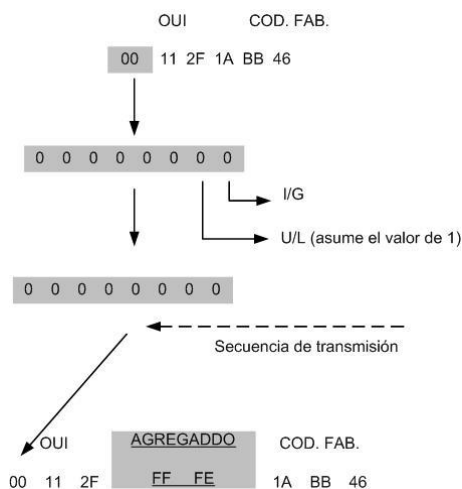 OUI COD. FAB.
00 11 2F 1A BB 46
0 0 0 0 0 0 0 0
I/G
U/L (asume el valor de 1)
0 0 0 0 0 0 0 0
Secuencia de transmisión
OUI AGREGADDO COD. FAB.
00 11 2F FF FE 1A BB 46